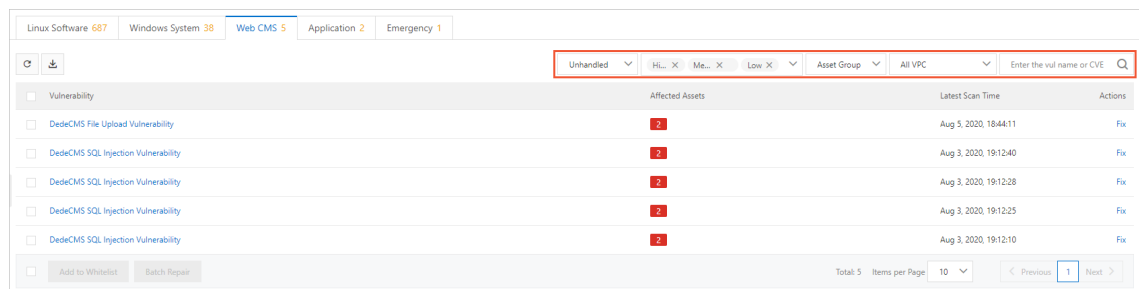 Linux Software 687 Windows System 38 Web CMS 5 Application 2 Emergency 1
Unhandled Hi... × Me... × Low × Asset Group All VPC Enter the vul name or CVE
Vulnerability Affected Assets Latest Scan Time Actions
DedeCMS File Upload Vulnerability 2 Aug 5, 2020, 18:44:11 Fix
DedeCMS SQL Injection Vulnerability 2 Aug 3, 2020, 19:12:40 Fix
DedeCMS SQL Injection Vulnerability 2 Aug 3, 2020, 19:12:28 Fix
DedeCMS SQL Injection Vulnerability 2 Aug 3, 2020, 19:12:25 Fix
DedeCMS SQL Injection Vulnerability 2 Aug 3, 2020, 19:12:10 Fix
Add to Whitelist Batch Repair Total: 5 Items per Page 10 < Previous 1 Next >